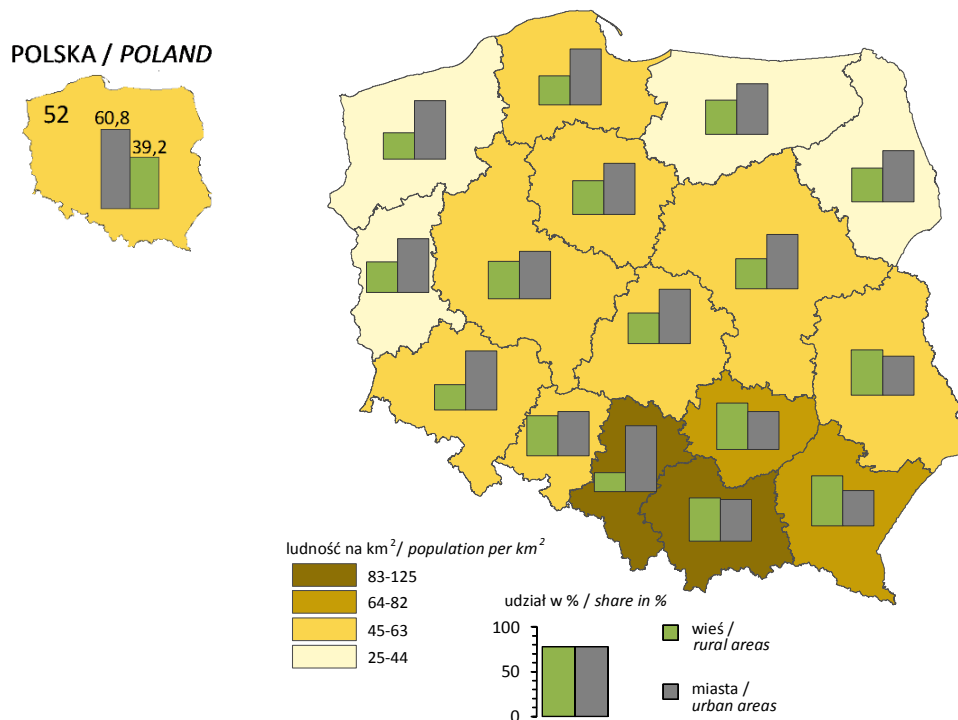 POLSKA / POLAND
52
60,8
39,2
ludność na km²/ population per km²
83-125
64-82
45-63
25-44
udział w % / share in %
100
50
0
wieś /
rural areas
miasta /
urban areas